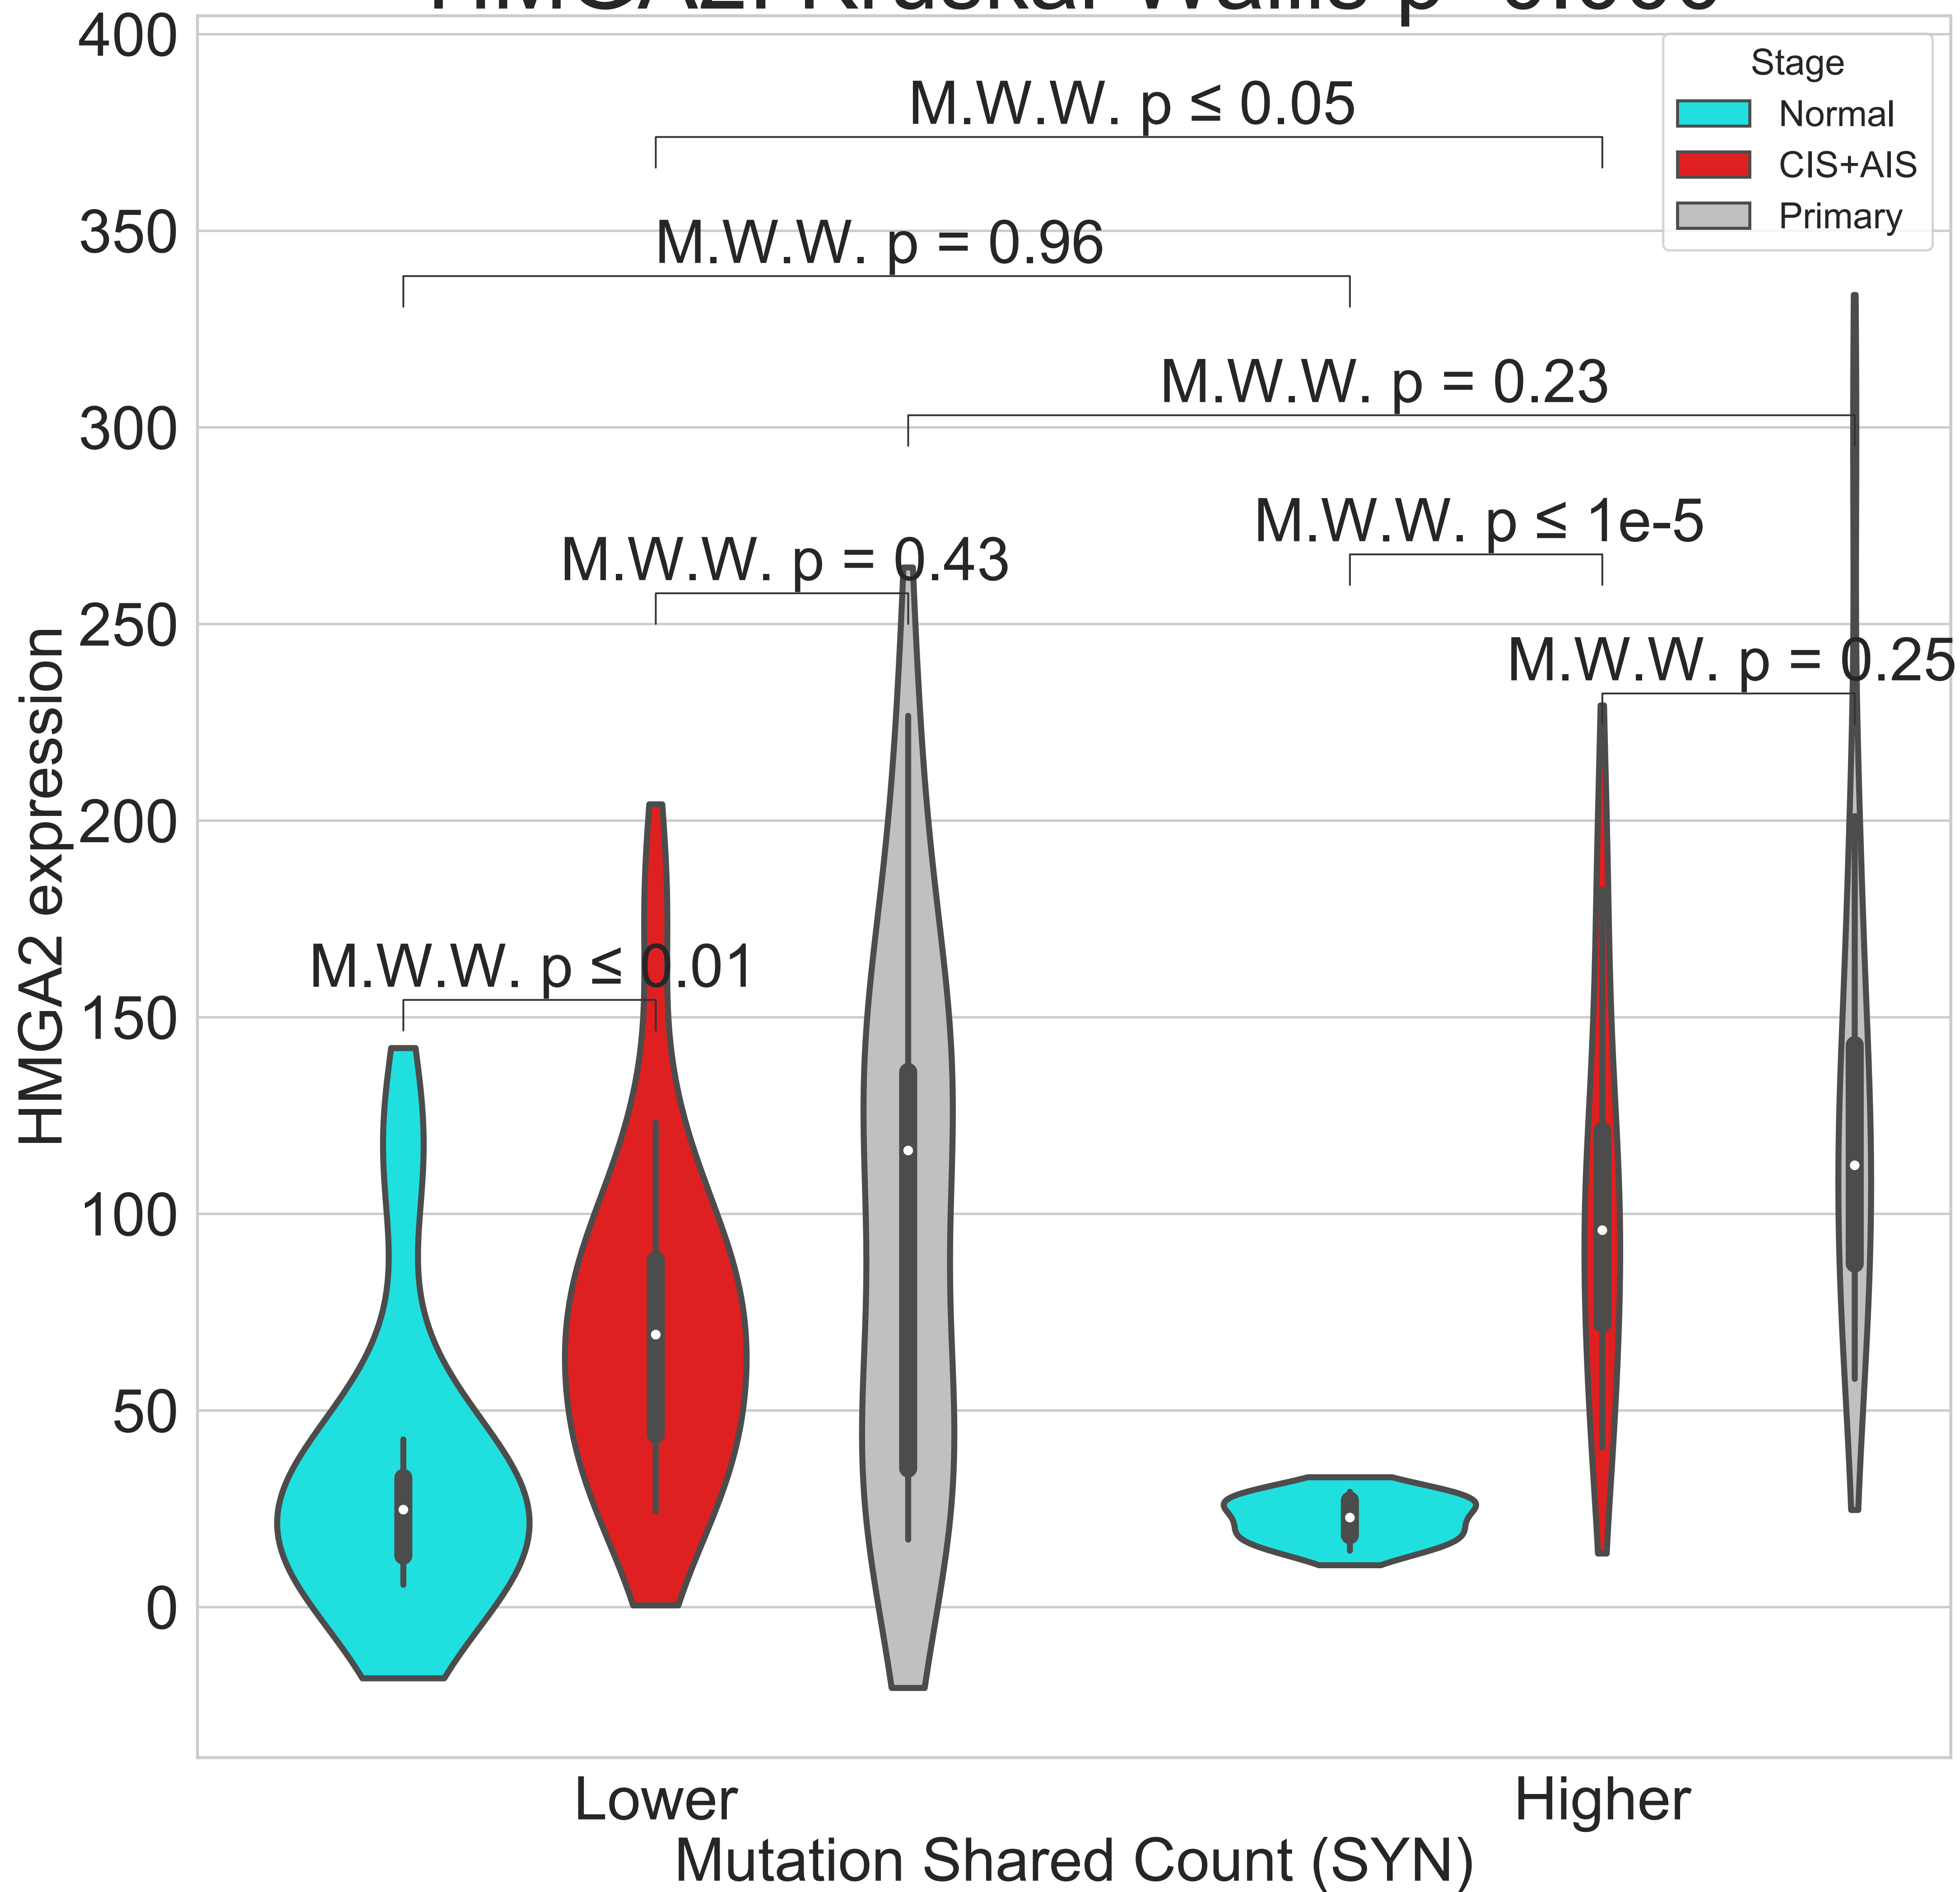 400
Stage
Normal
CIS+AIS
Primary
M.W.W. p ≤ 0.05
350
M.W.W. p = 0.96
M.W.W. p = 0.23
300
M.W.W. p ≤ 1e-5
M.W.W. p = 0.43
250
M.W.W. p = 0.25
200
M.W.W. p ≤ 0.01
150
100
50
0
HMGA2 expression
Lower
Higher
Mutation Shared Count (SYN)